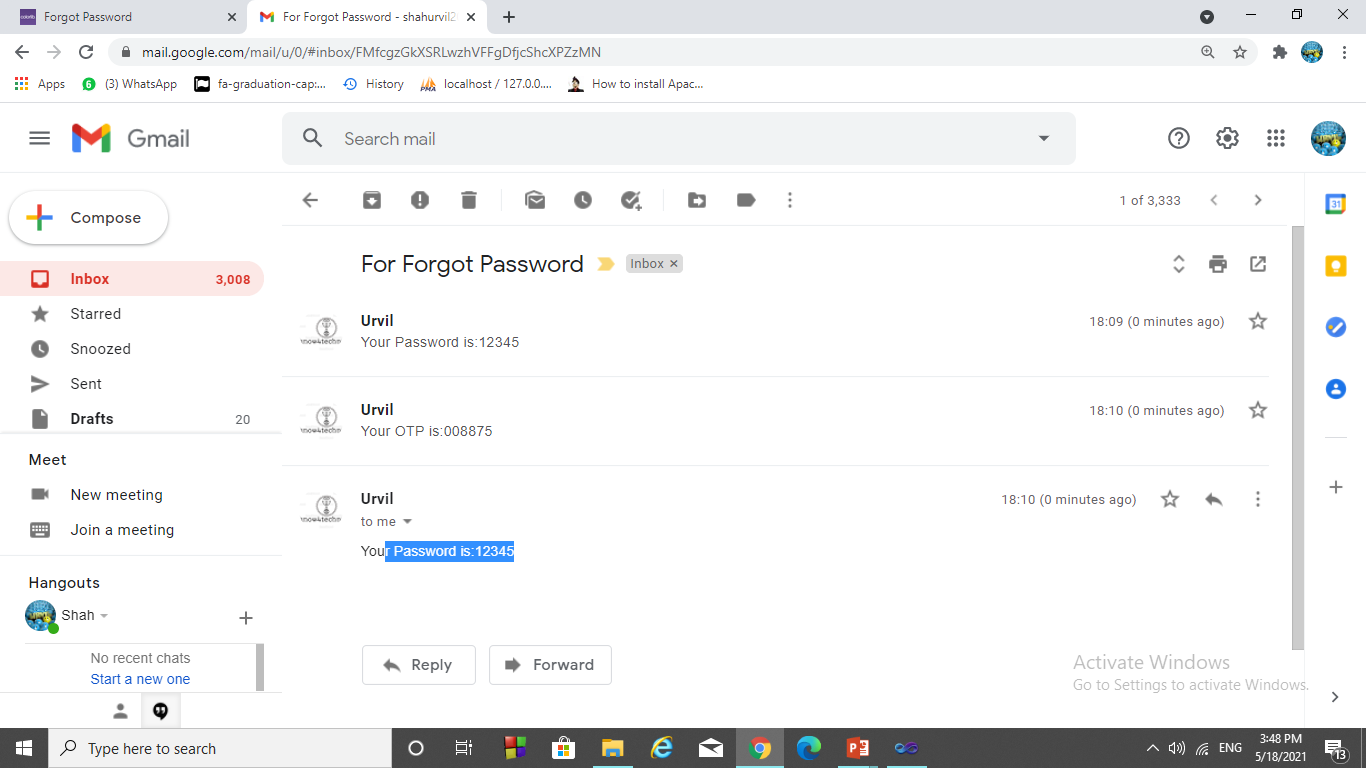 Forgot Password
For Forgot Password - shahurvil2
mail.google.com/mail/u/0/#inbox/FMfcgzGkXSRLwzhVFFgDfjcShcXPZzMN
Apps
6
(3) WhatsApp
fa-graduation-cap:...
History
PMA
localhost / 127.0.0....
How to install Apac...
Gmail
Search mail
Compose
1 of 3,333
31
For Forgot Password
Inbox
Inbox 3,008
Starred
Snoozed
Sent
Drafts 20
Urvil
18:09 (0 minutes ago)
Your Password is:12345
Urvil
18:10 (0 minutes ago)
Your OTP is:008875
Meet
New meeting
Join a meeting
Urvil
18:10 (0 minutes ago)
to me
Your Password is:12345
Hangouts
Shah
No recent chats
Start a new one
Reply
Forward
Activate Windows
Go to Settings to activate Windows.
Type here to search
ENG
3:48 PM
5/18/2021
13